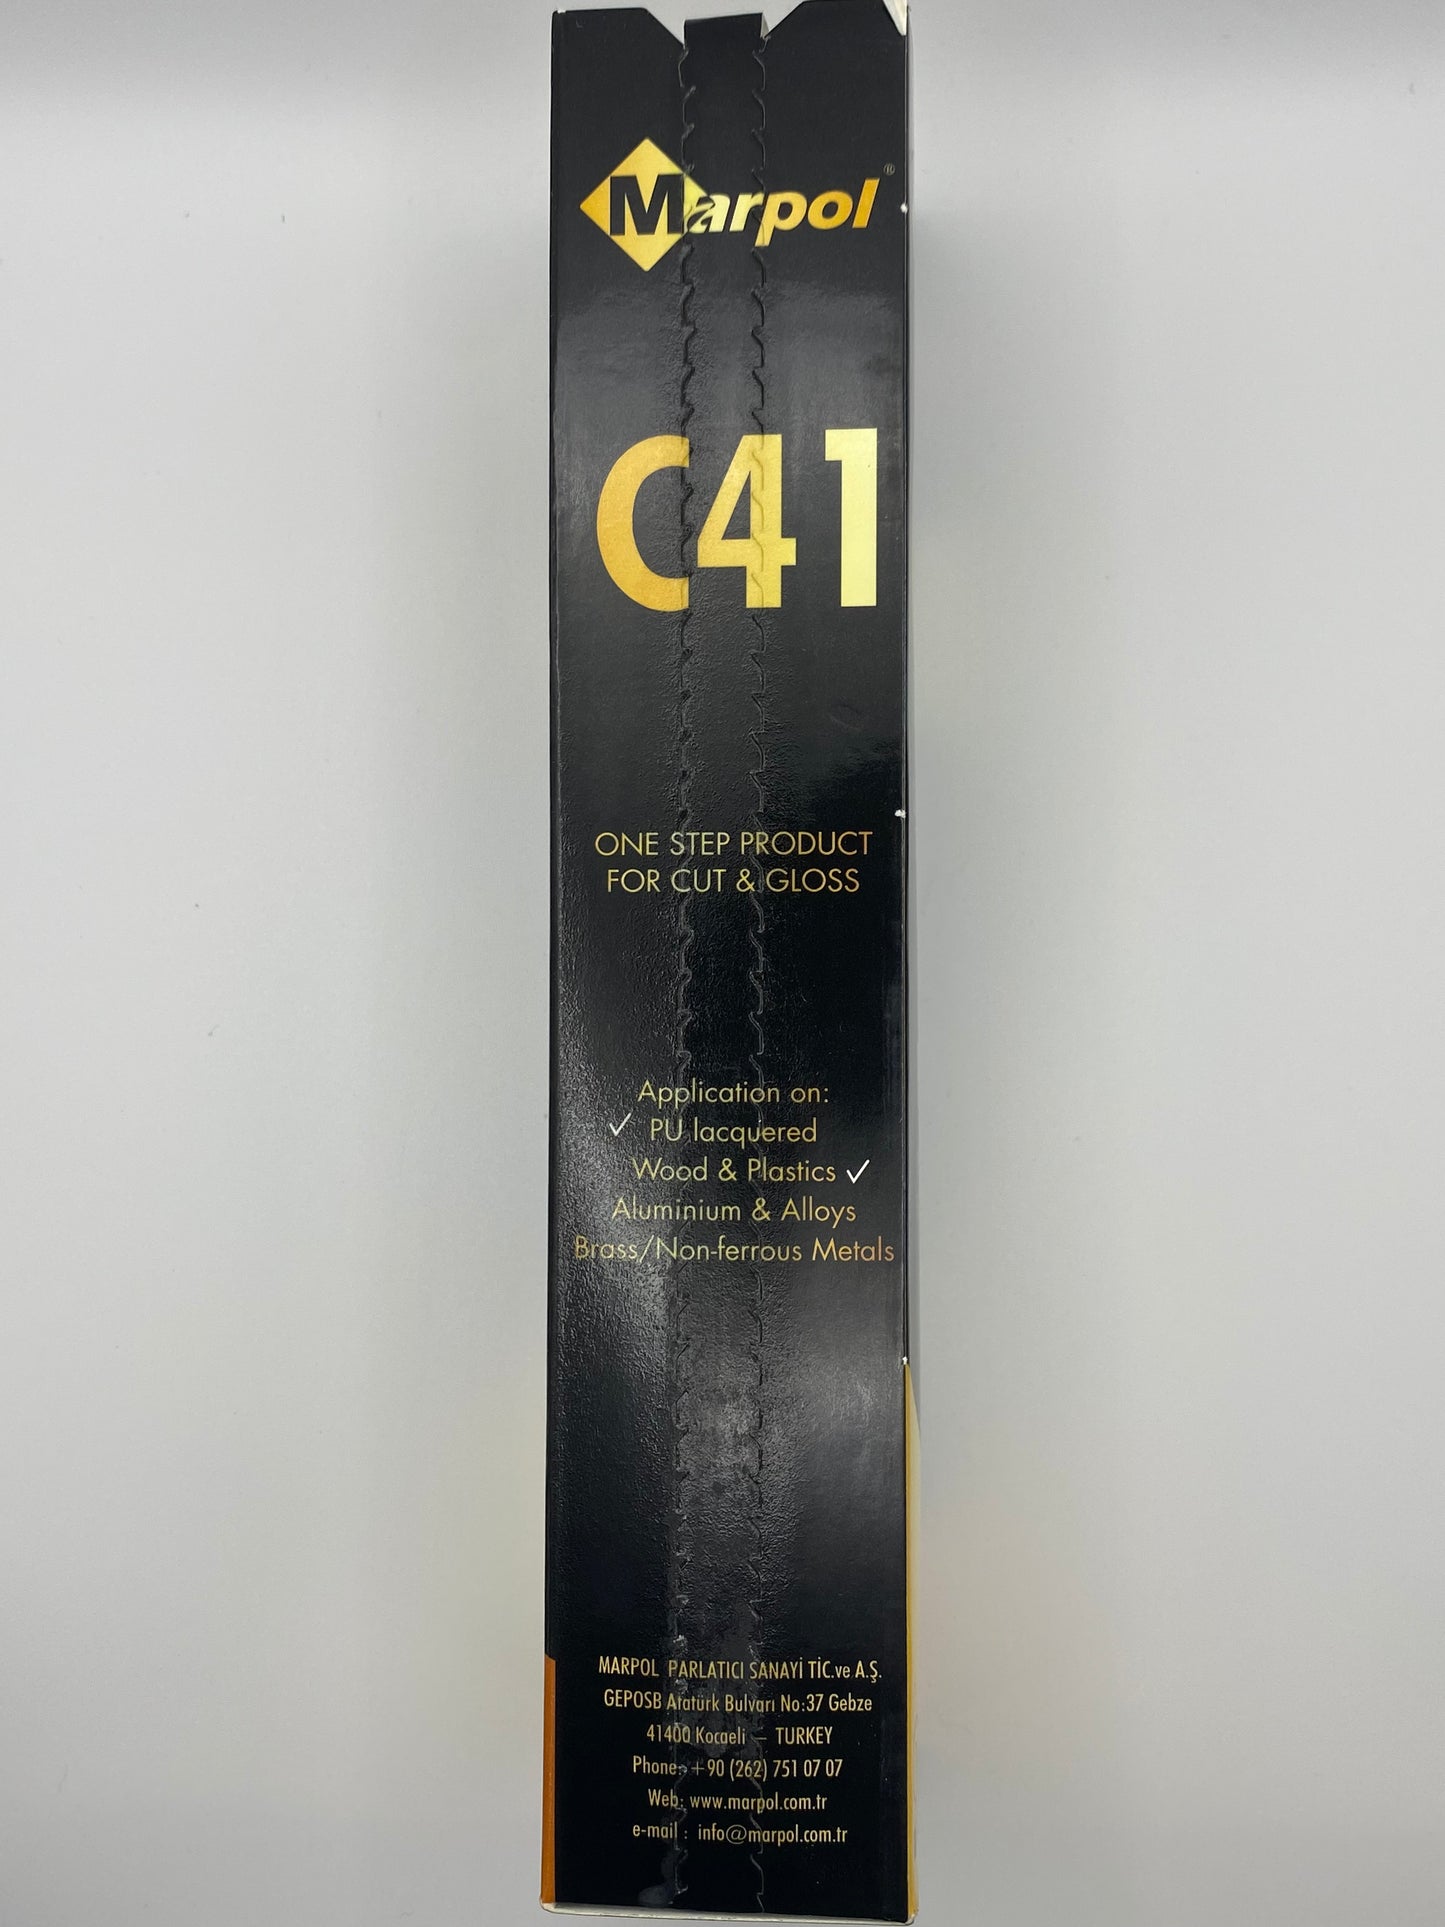 Marpol®
C41
ONE STEP PRODUCT
FOR CUT & GLOSS
Application on:
✓ PU lacquered
Wood & Plastics ✓
Aluminium & Alloys
Brass/Non-ferrous Metals
MARPOL PARLATICI SANAYİ TİC.ve A.Ş.
GEPOSB Atatürk Bulvarı No:37 Gebze
41400 Kocaeli – TURKEY
Phone: +90 (262) 751 07 07
Web: www.marpol.com.tr
e-mail : info@marpol.com.tr